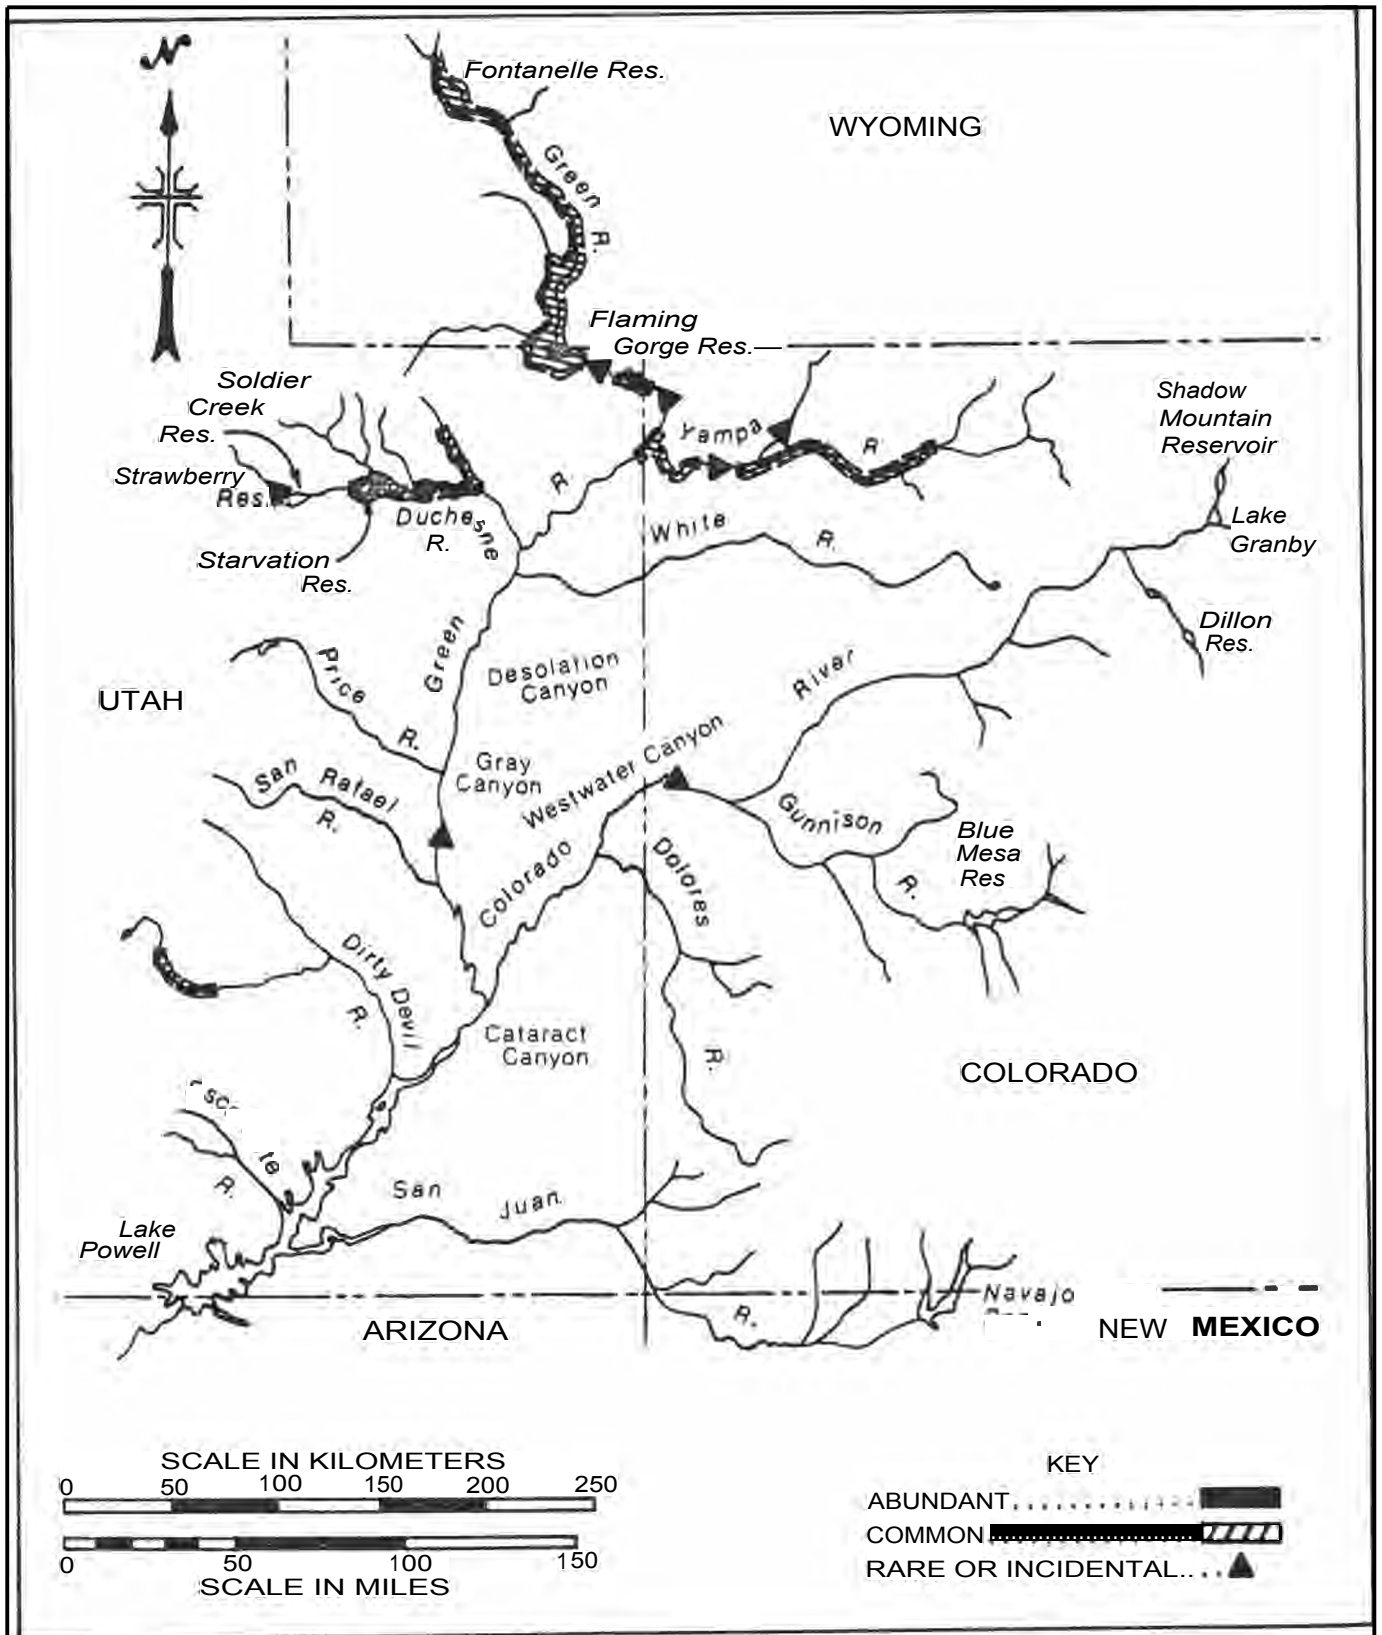 N
Fontanelle Res.
WYOMING
Green
R.
Flaming
Gorge Res.—
Soldier
Creek
Res.
Strawberry
Res.
Starvation
Res.
Duchesne
R.
Yampa
R
R.
Shadow
Mountain
Reservoir
Lake
Granby
Dillon
Res.
White
R.
Green
Desolation
Canyon
River
UTAH
Price
R.
Gray
Canyon
Westwater Canyon
San Rafael
R.
Colorado
Gunnison
R.
Blue
Mesa
Res
Dolores
R.
Dirty Devil
R.
Cataract
Canyon
COLORADO
R.
San Juan
R.
Lake
Powell
ARIZONA
Navajo
NEW MEXICO
SCALE IN KILOMETERS
0 50 100 150 200 250
0 50 100 150
SCALE IN MILES
KEY
ABUNDANT
COMMON
RARE OR INCIDENTAL..